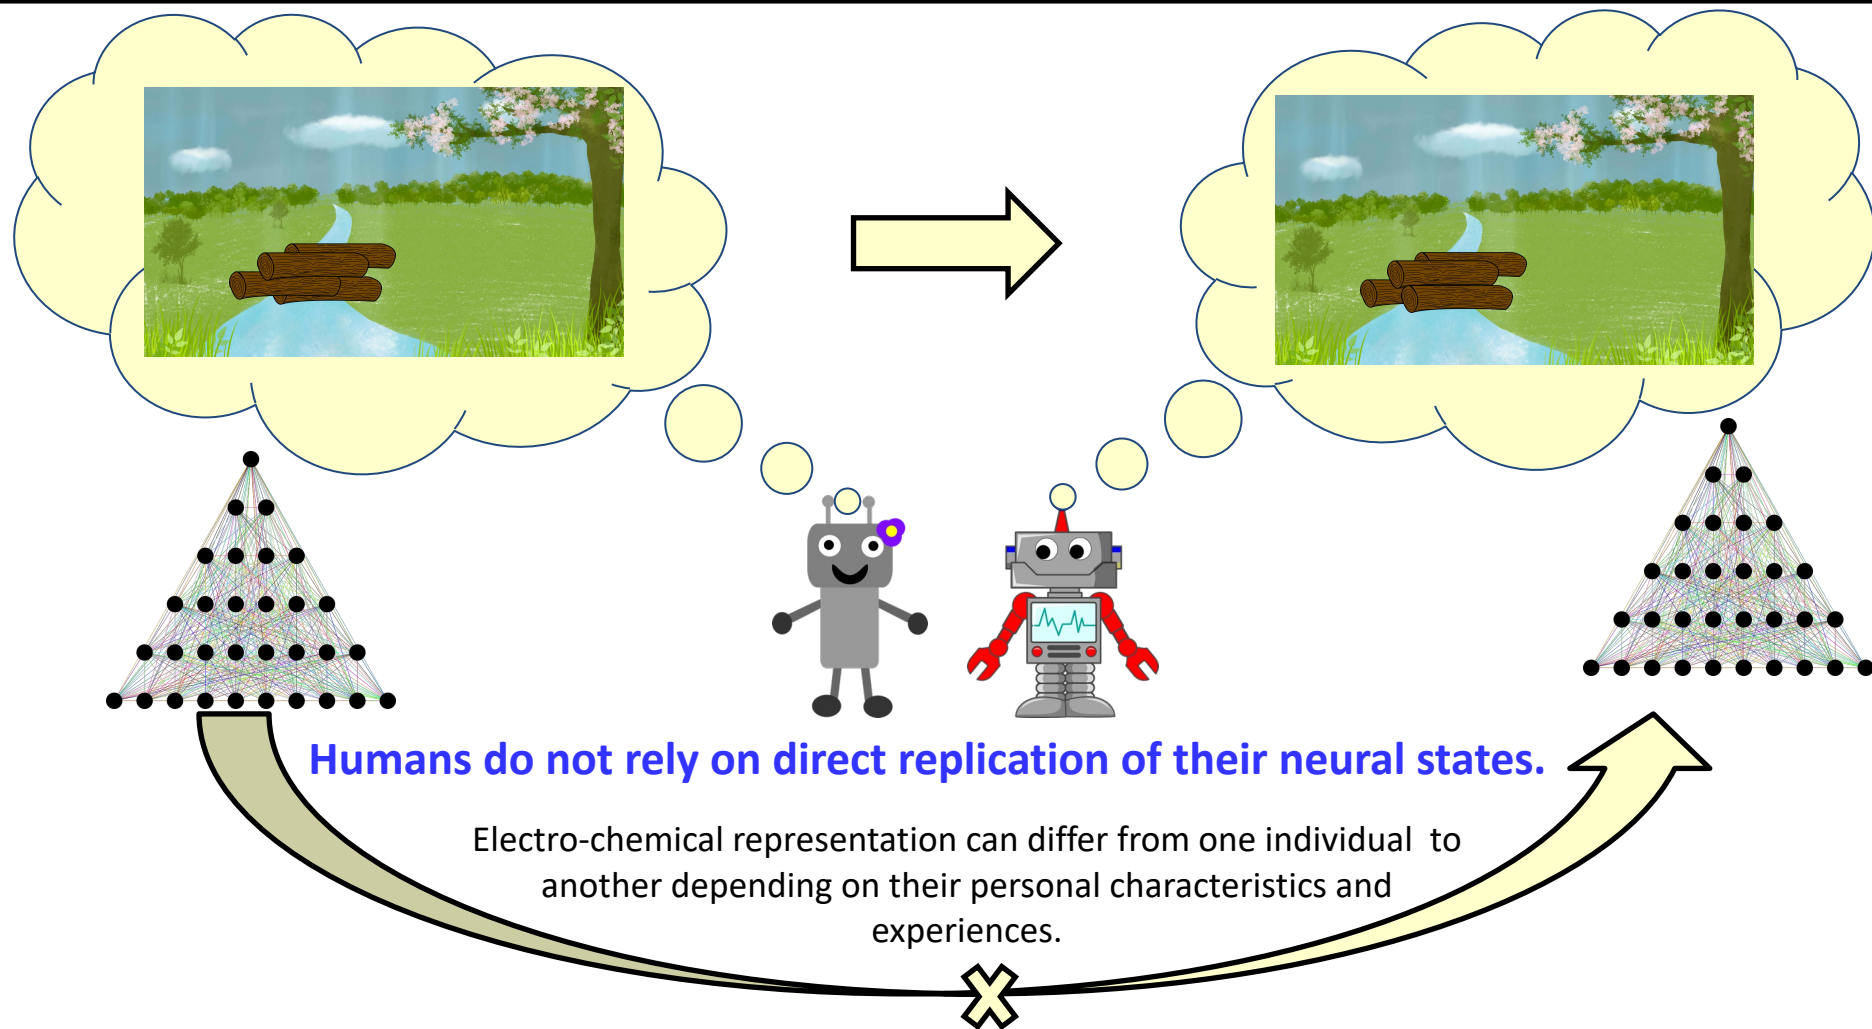 Humans do not rely on direct replication of their neural states.
Electro-chemical representation can differ from one individual  to
another depending on their personal characteristics and
experiences.